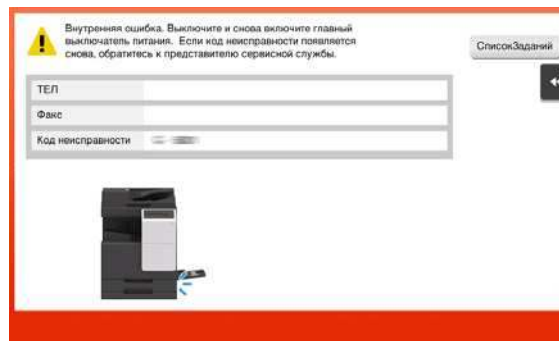 Внутренняя ошибка. Выключите и снова включите главный
выключатель питания. Если код неисправности появляется
снова, обратитесь к представителю сервисной службы.
СписокЗаданий
ТЕЛ
Факс
Код неисправности